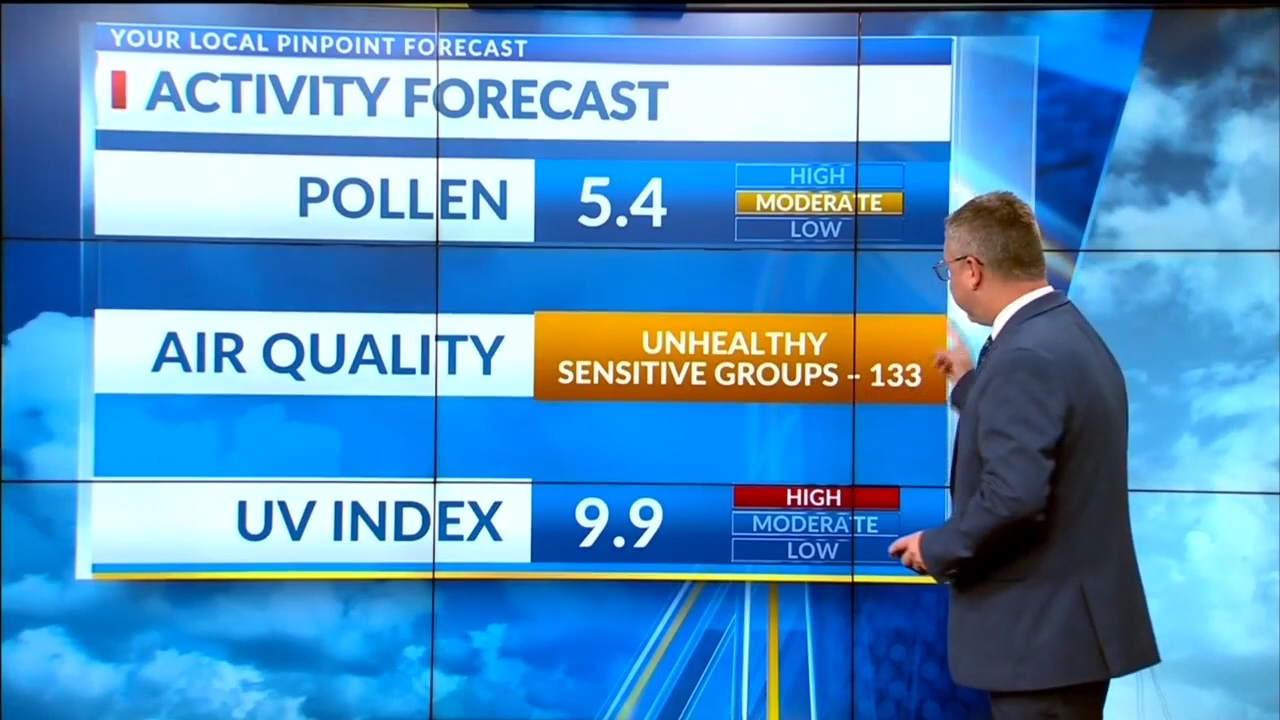 YOUR LOCAL PINPOINT FORECAST
ACTIVITY FORECAST
POLLEN
5.4
HIGH
MODERATE
LOW
AIR QUALITY
UNHEALTHY
SENSITIVE GROUPS – 133
UV INDEX
9.9
HIGH
MODERATE
LOW